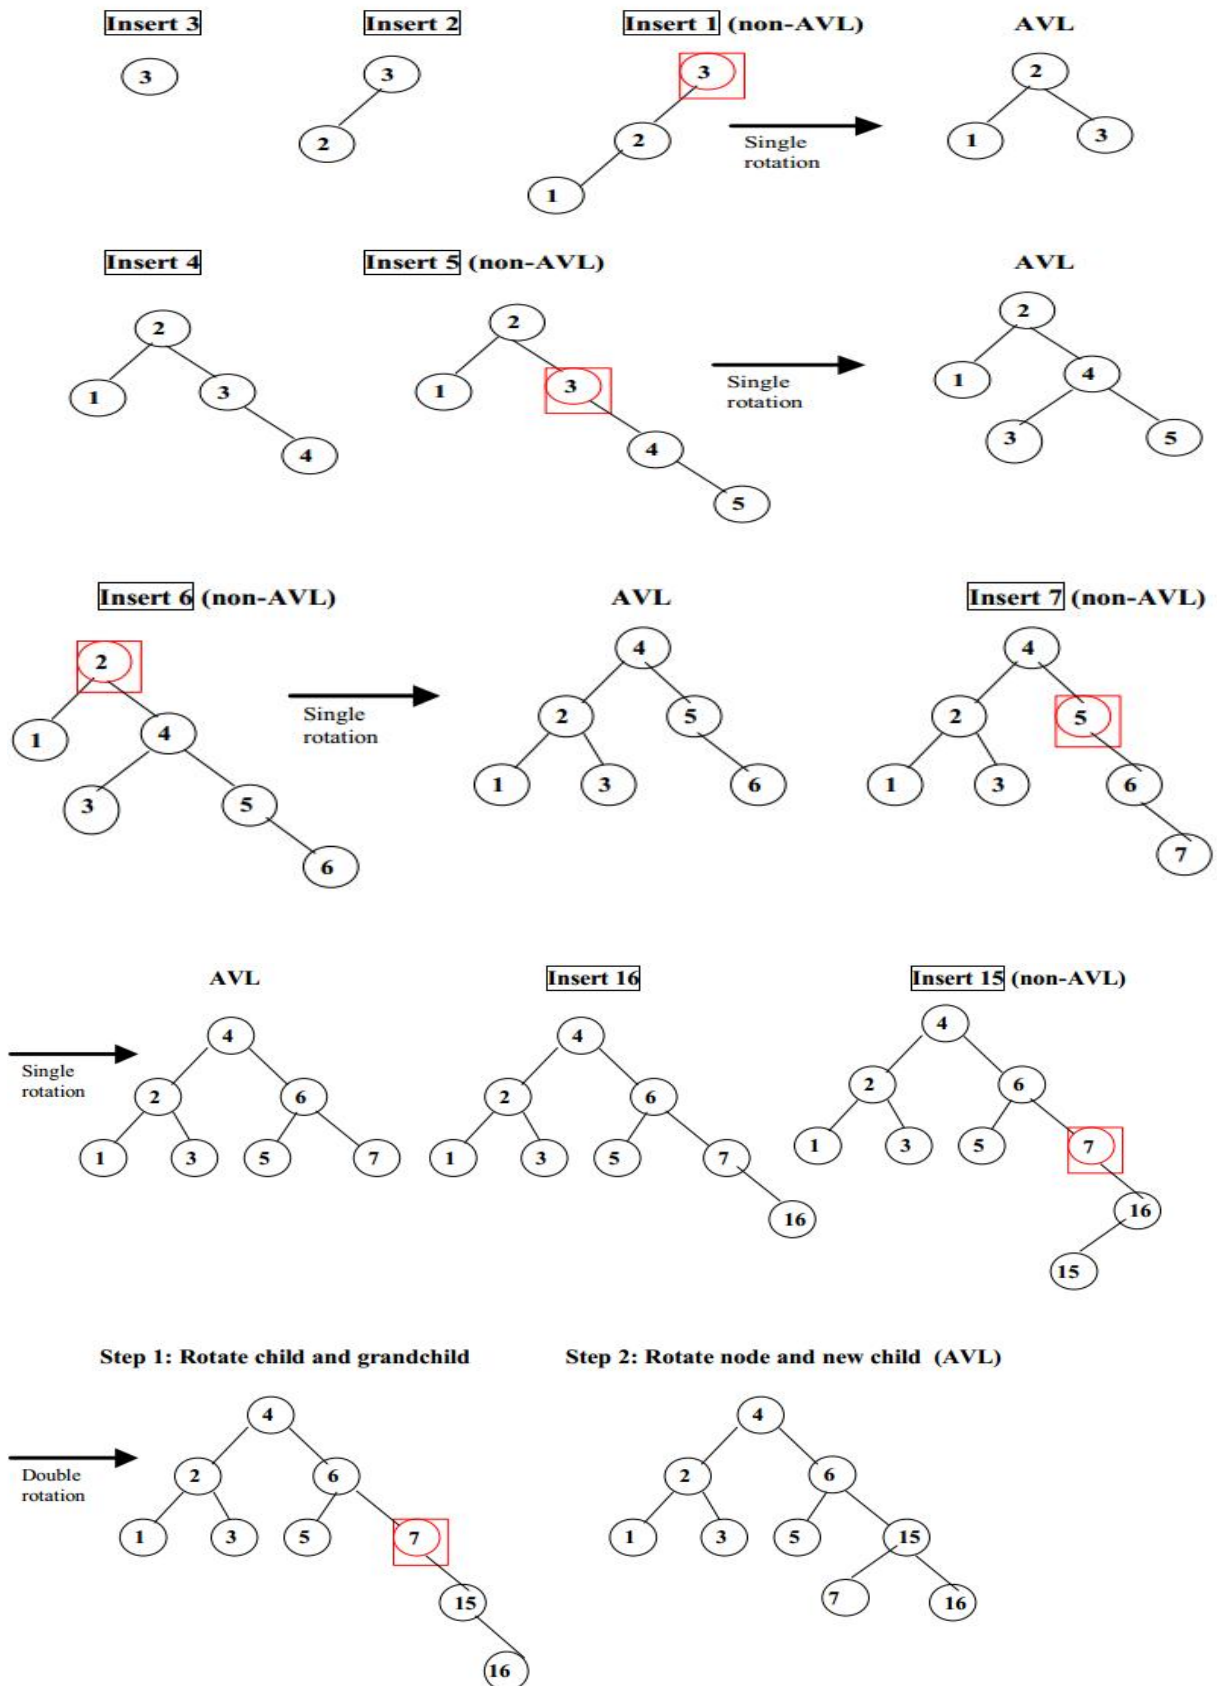 Insert 3 Insert 2 Insert 1 (non-AVL) AVL
3 3 3 2
2 2 1 3
1
Single
rotation
Insert 4 Insert 5 (non-AVL) AVL
2 2 2
1 3 1 3 1 4
4 4 3 5
5
Single
rotation
Insert 6 (non-AVL) AVL Insert 7 (non-AVL)
2 4 4
1 4 2 5 2 5
3 5 1 3 6 1 3 6
6 7
Single
rotation
AVL Insert 16 Insert 15 (non-AVL)
Single
rotation
4 4 4
2 6 2 6 2 6
1 3 5 7 1 3 5 7 1 3 5 7
16 16
15
Step 1: Rotate child and grandchild Step 2: Rotate node and new child (AVL)
Double
rotation
4 4
2 6 2 6
1 3 5 7 1 3 5 15
15 7 16
16